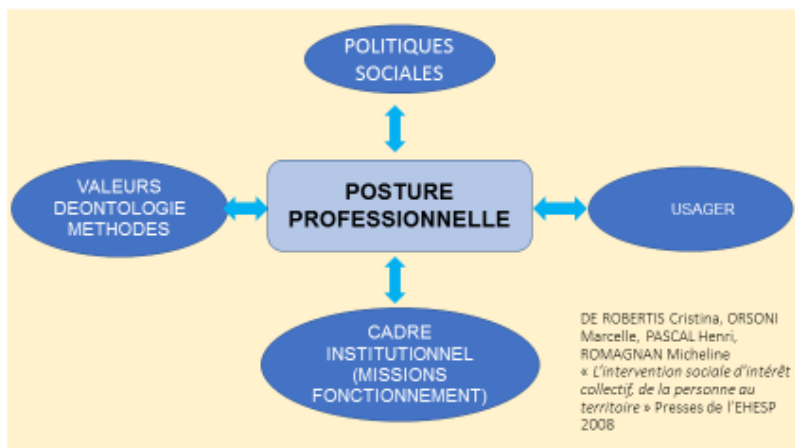 POLITIQUES
SOCIALES
VALEURS
DEONTOLOGIE
METHODES
POSTURE
PROFESSIONNELLE
USAGER
CADRE
INSTITUTIONNEL
(MISSIONS
FONCTIONNEMENT)
DE ROBERTIS Cristina, ORSONI
Marcelle, PASCAL Henri,
ROMAGNAN Micheline
« L'intervention sociale d'intérêt
collectif, de la personne au
territoire » Presses de l'EHESP
2008